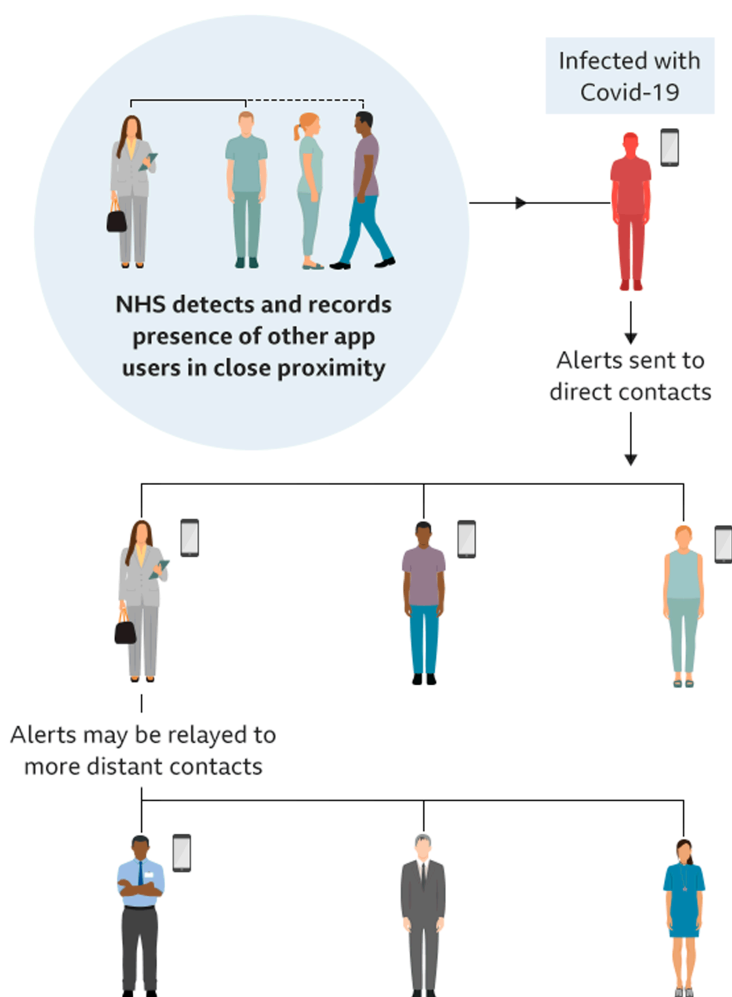 Infected with
Covid-19
NHS detects and records
presence of other app
users in close proximity
Alerts sent to
direct contacts
Alerts may be relayed to
more distant contacts